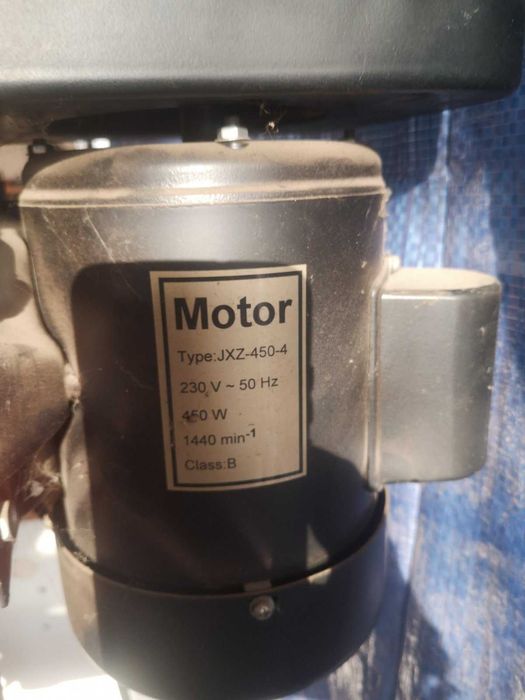 Motor
Type:JXZ-450-4
230 V ~ 50 Hz
450 W
1440 min-1
Class:B